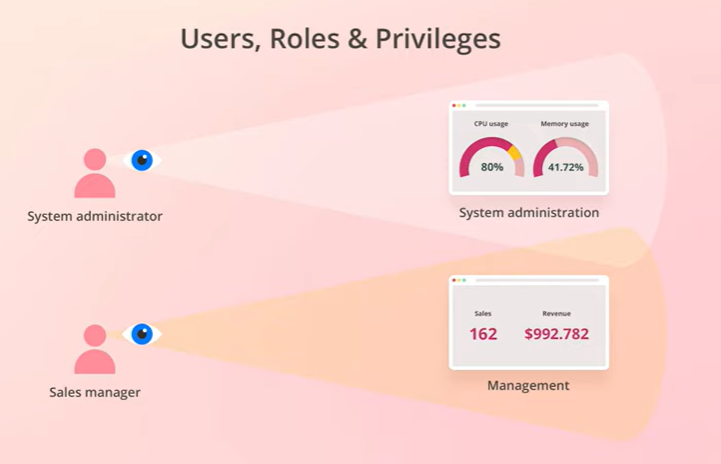 Users, Roles & Privileges
CPU usage
Memory usage
80%
41.72%
System administrator
System administration
Sales
Revenue
162
$992.782
Management
Sales manager